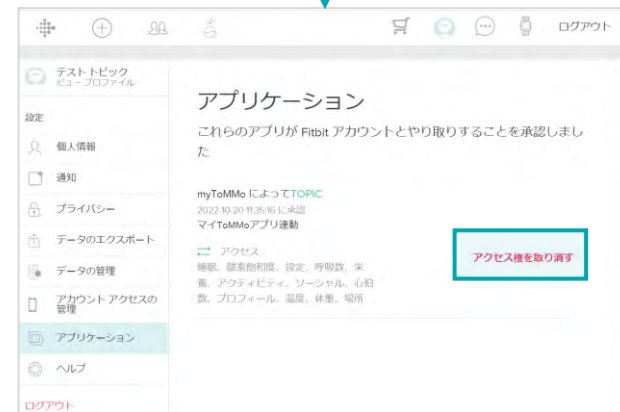 ログアウト
テスト トピック
ビュー プロファイル
設定
個人情報
通知
プライバシー
データのエクスポート
データの管理
アカウント アクセスの
管理
アプリケーション
ヘルプ
ログアウト
アプリケーション
これらのアプリが Fitbit アカウントとやり取りすることを承認しまし
た
myToMMo によってTOPIC
2022-10-20 11:35:16 に承認
マイToMMoアプリ連動
アクセス
睡眠、酸素飽和度、設定、呼吸数、栄
養、アクティビティ、ソーシャル、心拍
数、プロフィール、温度、体重、場所
アクセス権を取り消す